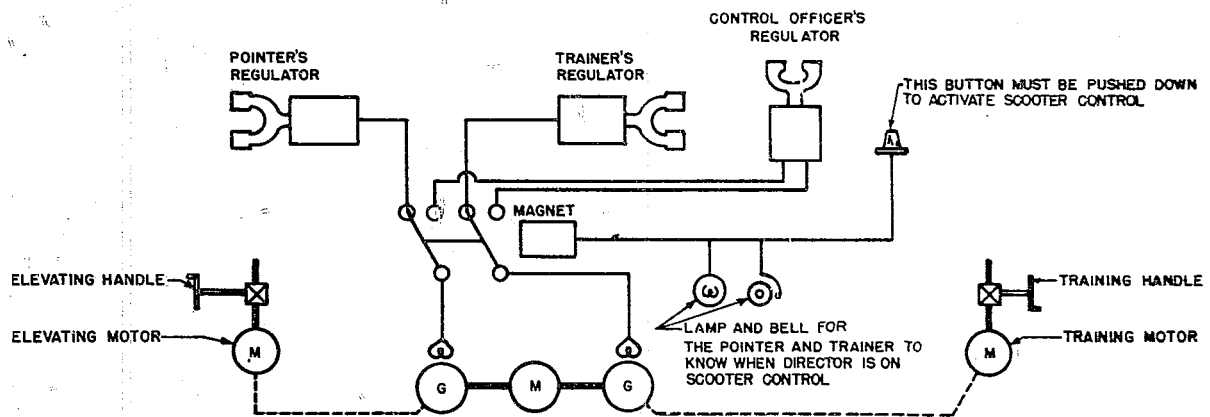 CONTROL OFFICER'S
REGULATOR
POINTER'S
REGULATOR
TRAINER'S
REGULATOR
THIS BUTTON MUST BE PUSHED DOWN
TO ACTIVATE SCOOTER CONTROL
MAGNET
ELEVATING HANDLE
TRAINING HANDLE
ELEVATING MOTOR
TRAINING MOTOR
LAMP AND BELL FOR
THE POINTER AND TRAINER TO
KNOW WHEN DIRECTOR IS ON
SCOOTER CONTROL
M
M
G
M
G